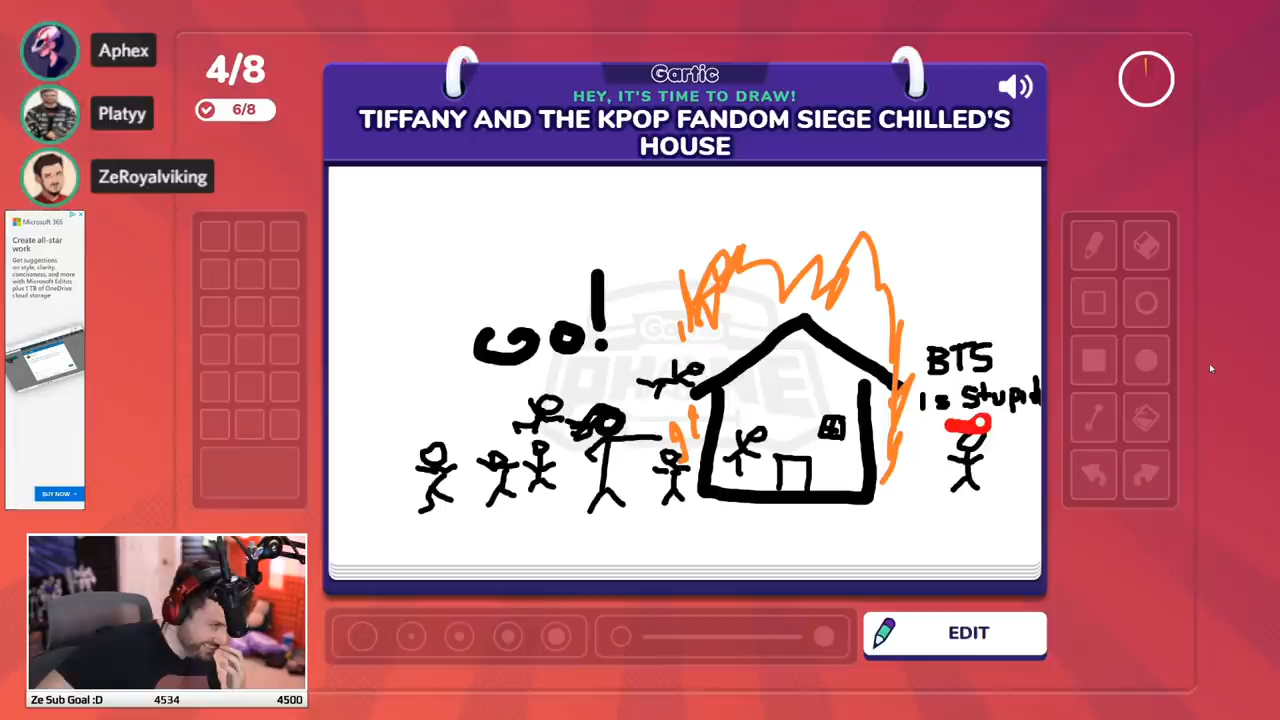 Aphex
Platyy
ZeRoyalviking
4/8
6/8
Gartic
HEY, IT'S TIME TO DRAW!
TIFFANY AND THE KPOP FANDOM SIEGE CHILLED'S
HOUSE
Microsoft 365
Create all-star
work
Get suggestions
on style, clarity,
conciseness, and more
with Microsoft Editor,
plus 1 TB of OneDrive
cloud storage
BUY NOW
GO!
BTS
is stupid
EDIT
Ze Sub Goal :D
4534
4500